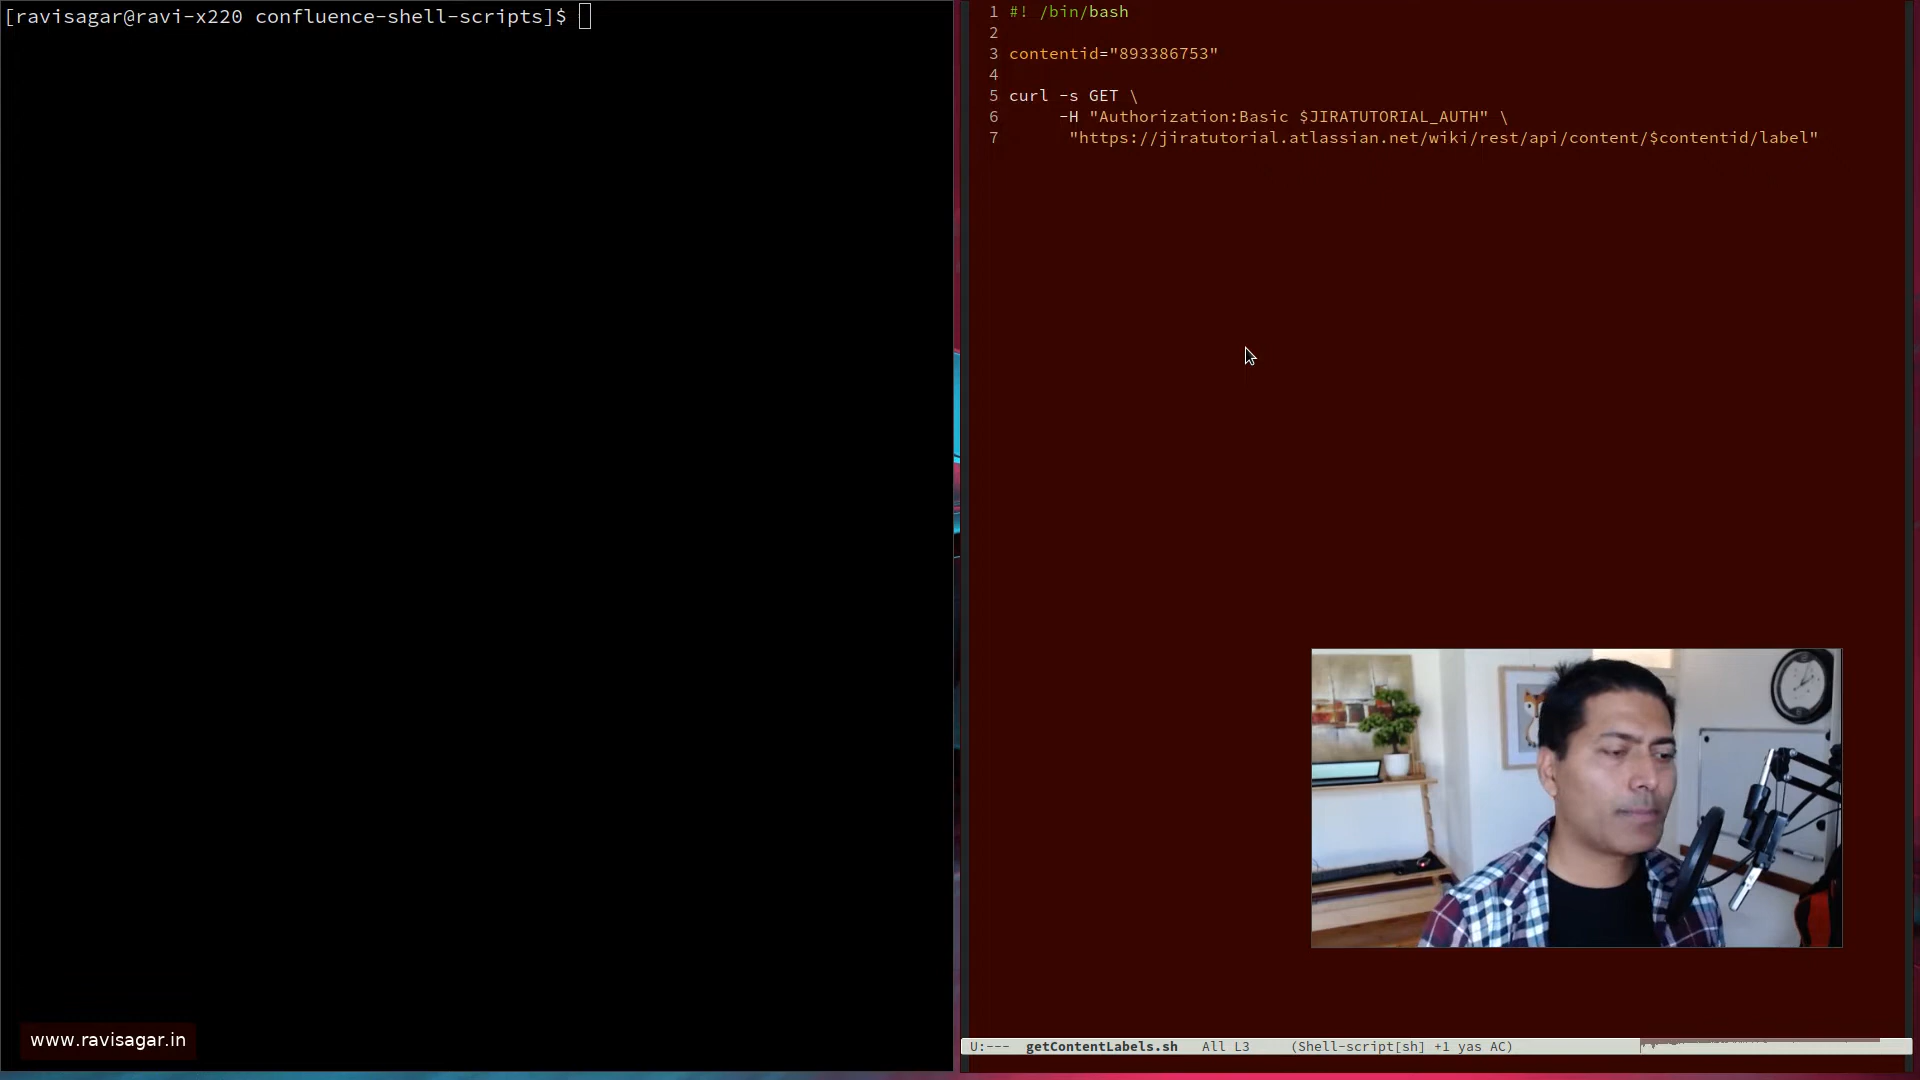 [ravisagar@ravi-x220 confluence-shell-scripts]$
1 #! /bin/bash
2
3 contentid="893386753"
4
5 curl -s GET \
6 -H "Authorization:Basic $JIRATUTORIAL_AUTH" \
7 "https://jiratutorial.atlassian.net/wiki/rest/api/content/$contentid/label"
www.ravisagar.in
U:--- getContentLabels.sh All L3 (Shell-script[sh] +1 yas AC)